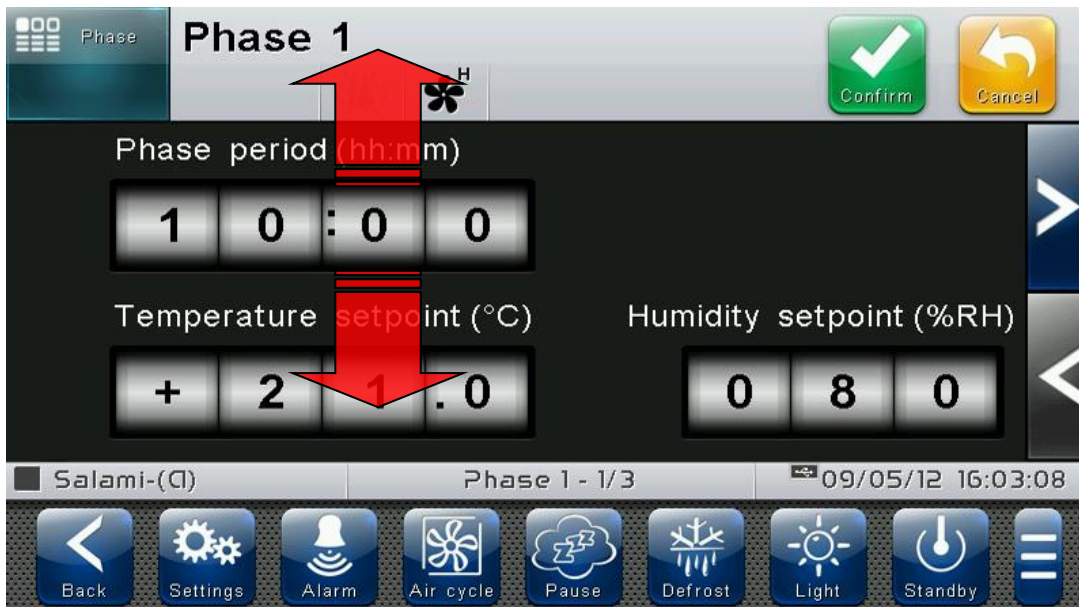 Phase
Phase 1
H
Confirm
Cancel
Phase period (hh:mm)
1 0 : 0 0
Temperature setpoint (°C)
Humidity setpoint (%RH)
+ 2 1 . 0
0 8 0
Salami-(A)
Phase 1 - 1/3
09/05/12 16:03:08
Back
Settings
Alarm
Air cycle
Pause
Defrost
Light
Standby